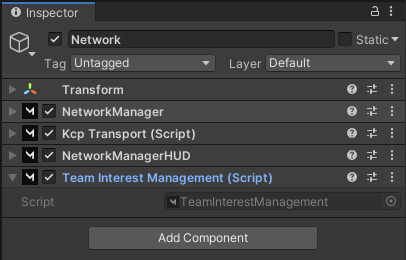 Inspector
Network
Static
Tag Untagged Layer Default
Transform
NetworkManager
Kcp Transport (Script)
NetworkManagerHUD
Team Interest Management (Script)
Script TeamInterestManagement
Add Component